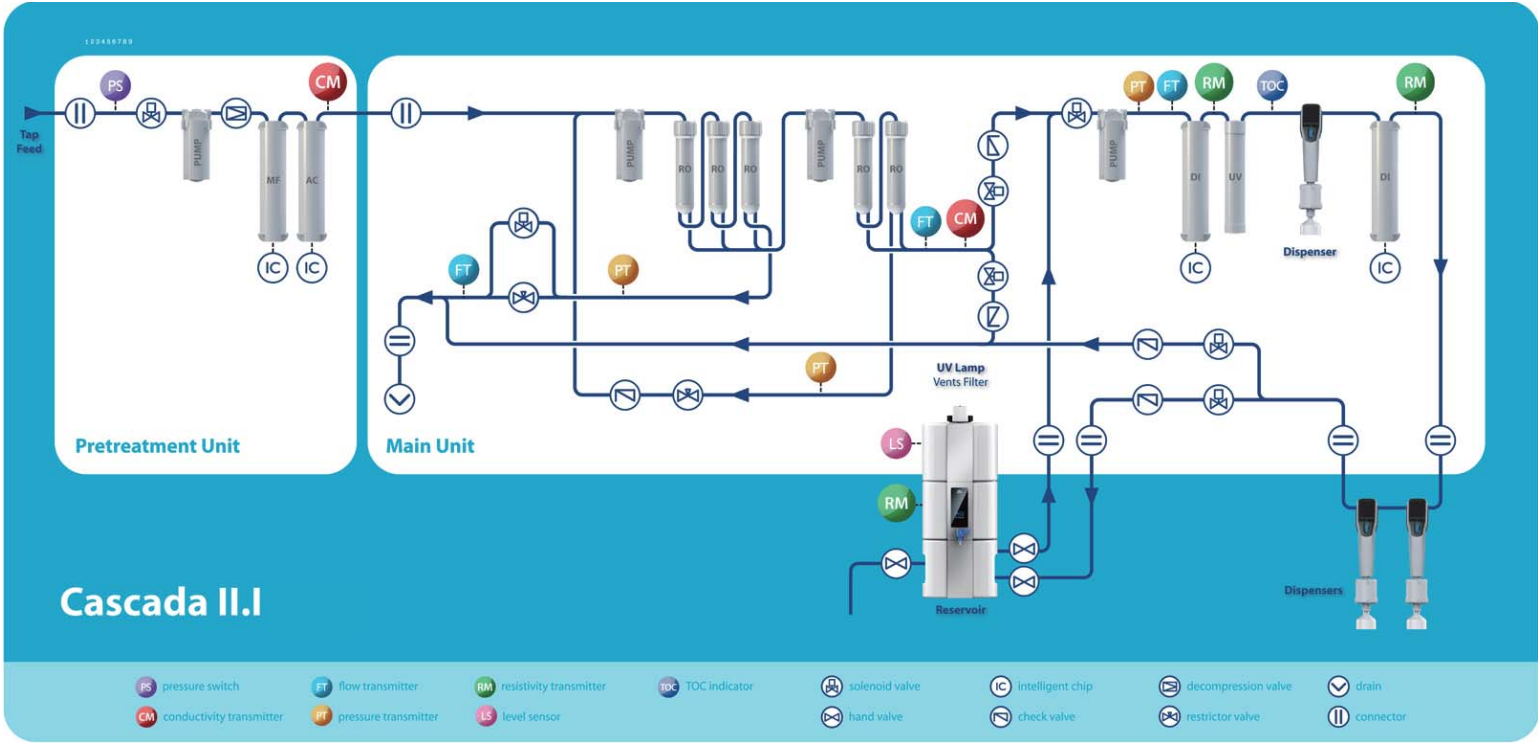 123456789
PS
CM
Tap
Feed
PUMP
MF
AC
IC
IC
Pretreatment Unit
PUMP
RO
RO
RO
PUMP
RO
RO
FT
CM
FT
PT
PT
Main Unit
PUMP
PT
FT
RM
TOC
RM
DI
UV
DI
IC
IC
Dispenser
UV Lamp
Vents Filter
LS
RM
Reservoir
Dispensers
Cascada II.I
PS pressure switch
FT flow transmitter
RM resistivity transmitter
TOC TOC indicator
solenoid valve
IC intelligent chip
decompression valve
drain
CM conductivity transmitter
PT pressure transmitter
LS level sensor
hand valve
check valve
restrictor valve
connector